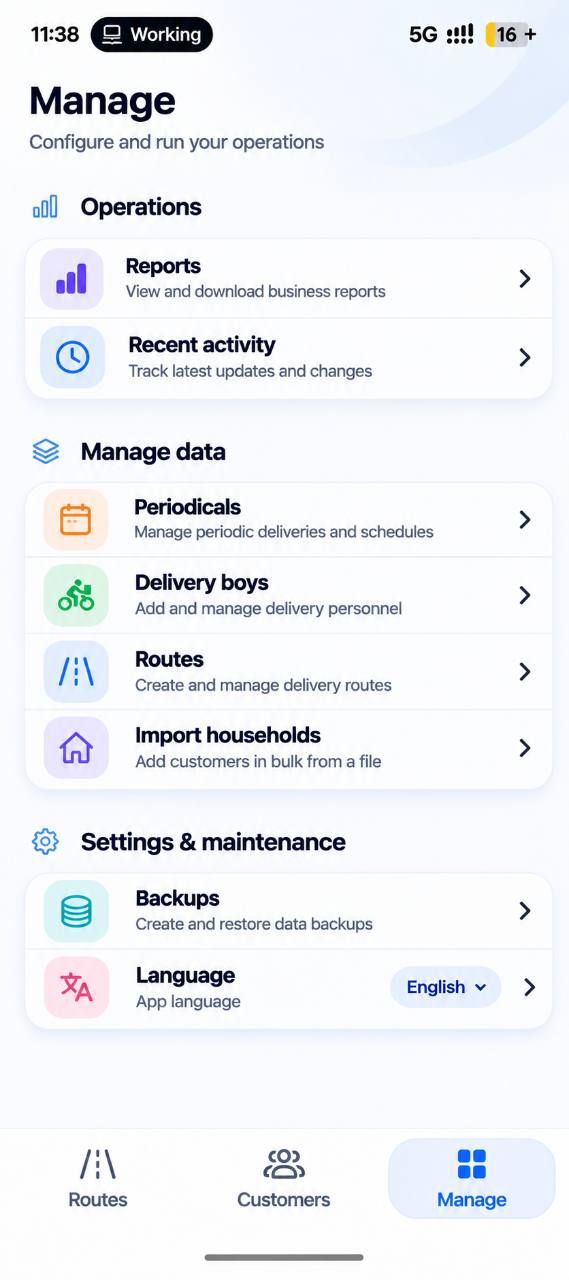 11:38 Working 5G 16 +
Manage
Configure and run your operations
Operations
Reports
View and download business reports
Recent activity
Track latest updates and changes
Manage data
Periodicals
Manage periodic deliveries and schedules
Delivery boys
Add and manage delivery personnel
Routes
Create and manage delivery routes
Import households
Add customers in bulk from a file
Settings & maintenance
Backups
Create and restore data backups
Language
App language
English
Routes Customers Manage